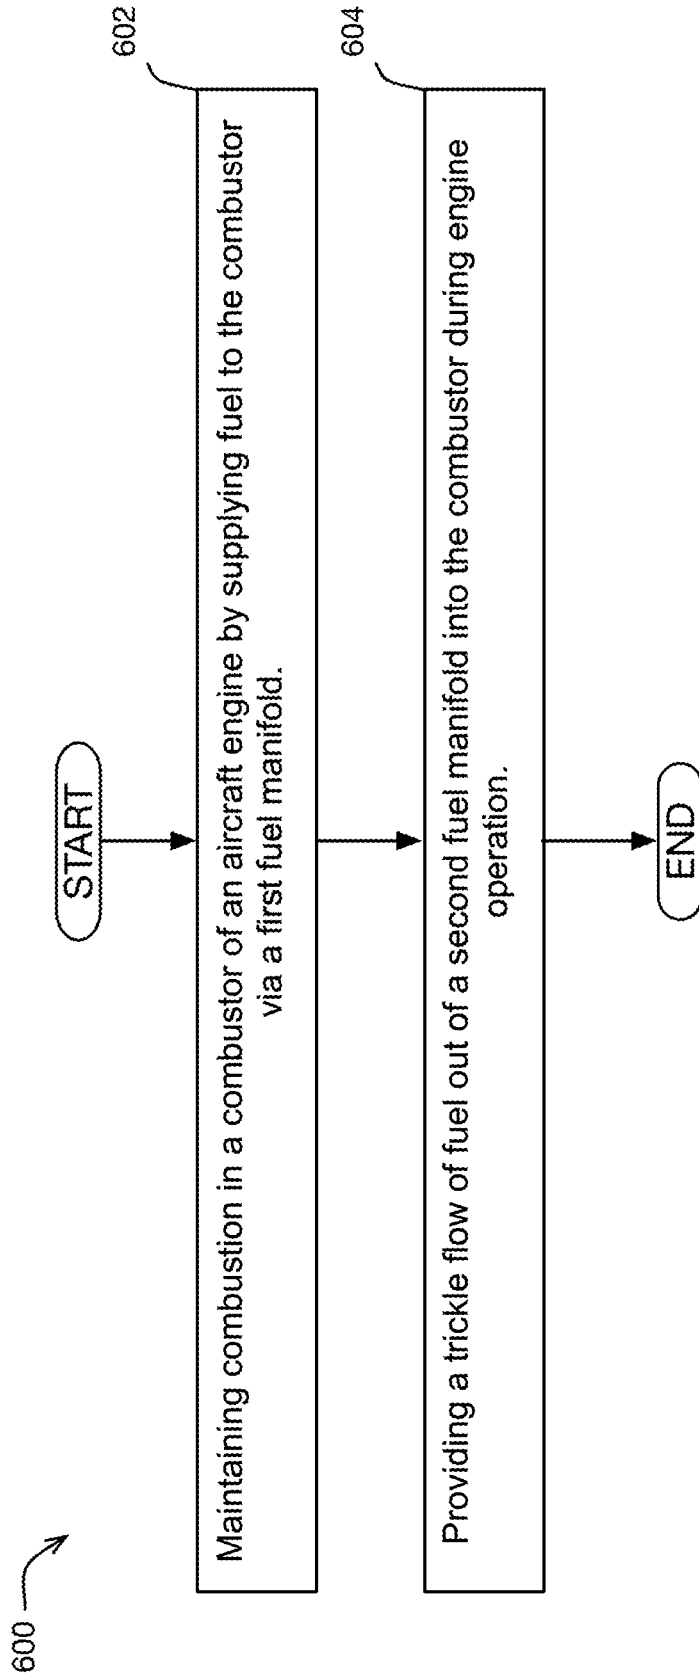 600
START
602
Maintaining combustion in a combustor of an aircraft engine by supplying fuel to the combustor
via a first fuel manifold.
604
Providing a trickle flow of fuel out of a second fuel manifold into the combustor during engine
operation.
END